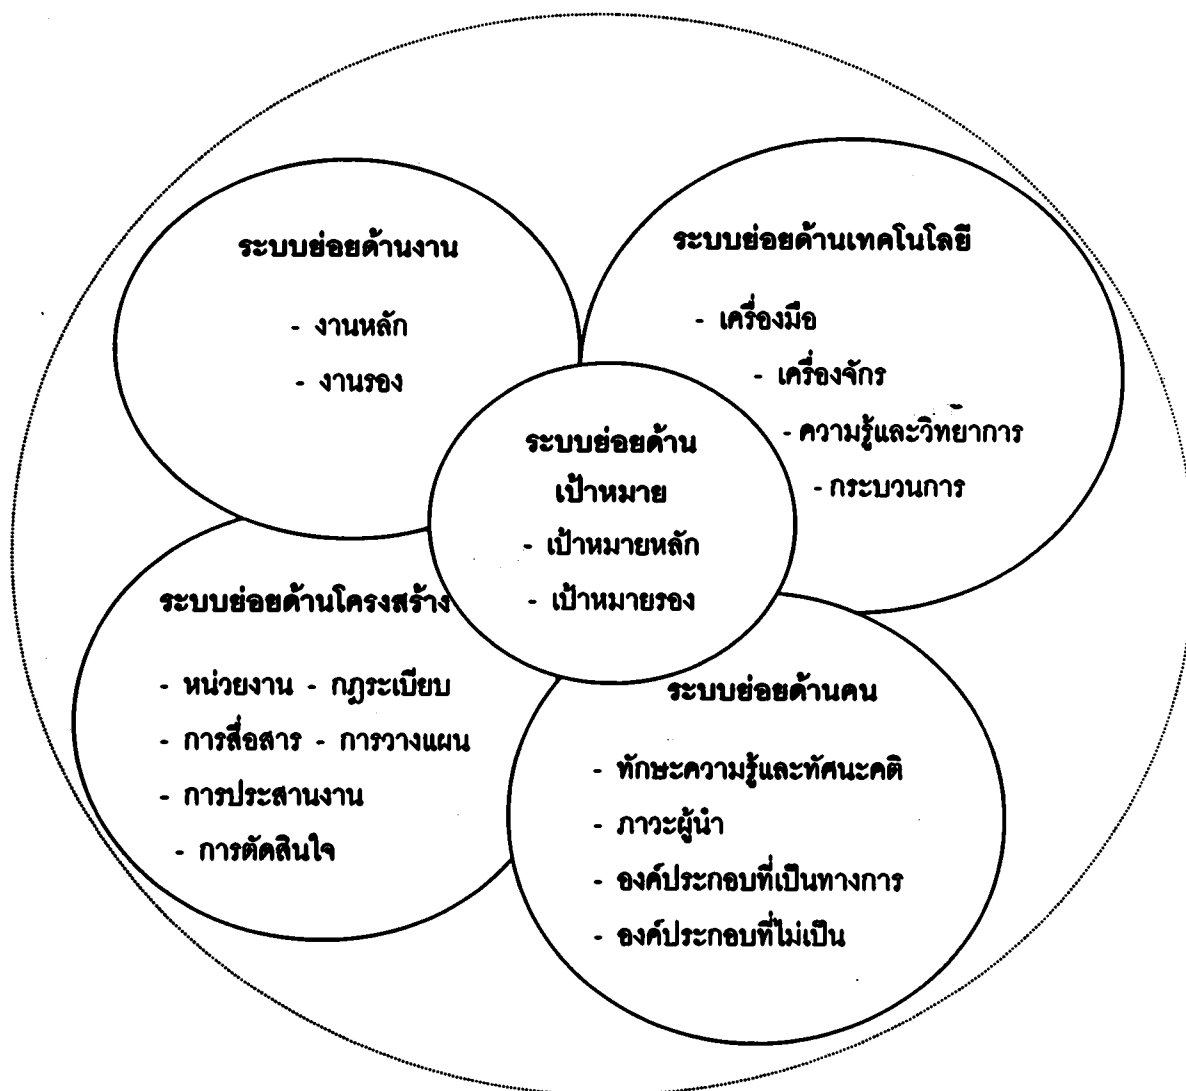 ระบบย่อยด้านงาน
- งานหลัก
- งานรอง
ระบบย่อยด้านเทคโนโลยี
- เครื่องมือ
- เครื่องจักร
- ความรู้และวิทยาการ
- กระบวนการ
ระบบย่อยด้าน
เป้าหมาย
- เป้าหมายหลัก
- เป้าหมายรอง
ระบบย่อยด้านโครงสร้าง
- หน่วยงาน - กฎระเบียบ
- การสื่อสาร - การวางแผน
- การประสานงาน
- การตัดสินใจ
ระบบย่อยด้านคน
- ทักษะความรู้และทัศนะคติ
- ภาวะผู้นำ
- องค์ประกอบที่เป็นทางการ
- องค์ประกอบที่ไม่เป็น